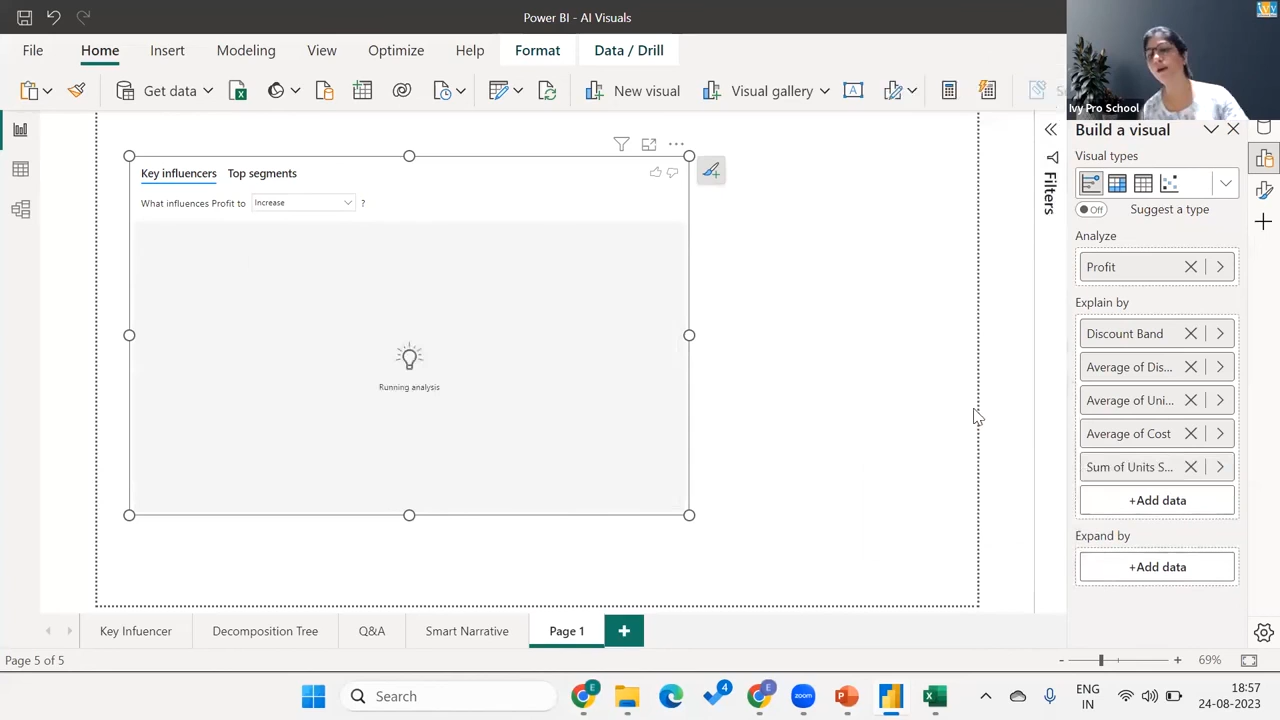 Power BI - AI Visuals
File Home Insert Modeling View Optimize Help Format Data / Drill
Get data New visual Visual gallery
Ivy Pro School
Build a visual
Visual types
Off Suggest a type
Analyze
Profit
Explain by
Discount Band
Average of Dis...
Average of Uni...
Average of Cost
Sum of Units S...
+Add data
Expand by
+Add data
Filters
Key influencers Top segments
What influences Profit to Increase ?
Running analysis
Key Infuencer Decomposition Tree Q&A Smart Narrative Page 1
Page 5 of 5
- + 69%
Search
E
4
E
zoom
ENG
IN
18:57
24-08-2023